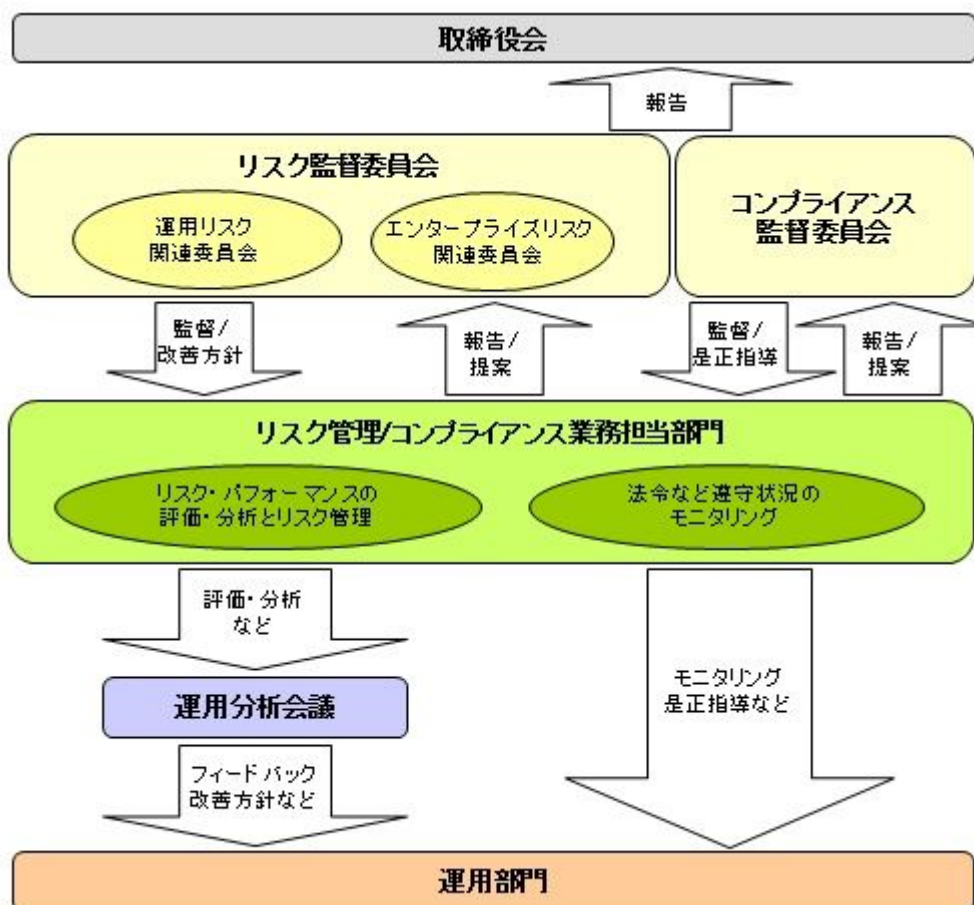 取締役会
報告
リスク監督委員会
運用リスク
関連委員会
エンタープライズリスク
関連委員会
コンプライアンス
監督委員会
監督/
改善方針
報告/
提案
監督/
是正指導
報告/
提案
リスク管理/コンプライアンス業務担当部門
リスク・パフォーマンスの
評価・分析とリスク管理
法令など遵守状況の
モニタリング
評価・分析
など
運用分析会議
モニタリング
是正指導など
フィードバック
改善方針など
運用部門